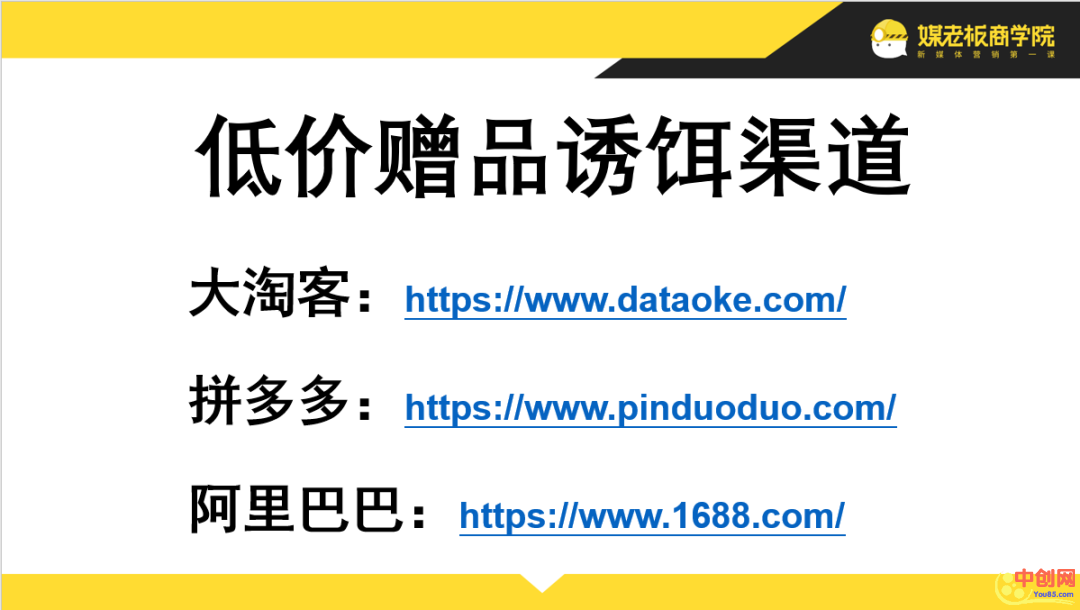 媒老板商学院
新媒体营销第一课
低价赠品诱饵渠道
大淘客：https://www.dataoke.com/
拼多多：https://www.pinduoduo.com/
阿里巴巴：https://www.1688.com/
中创网
You85.com